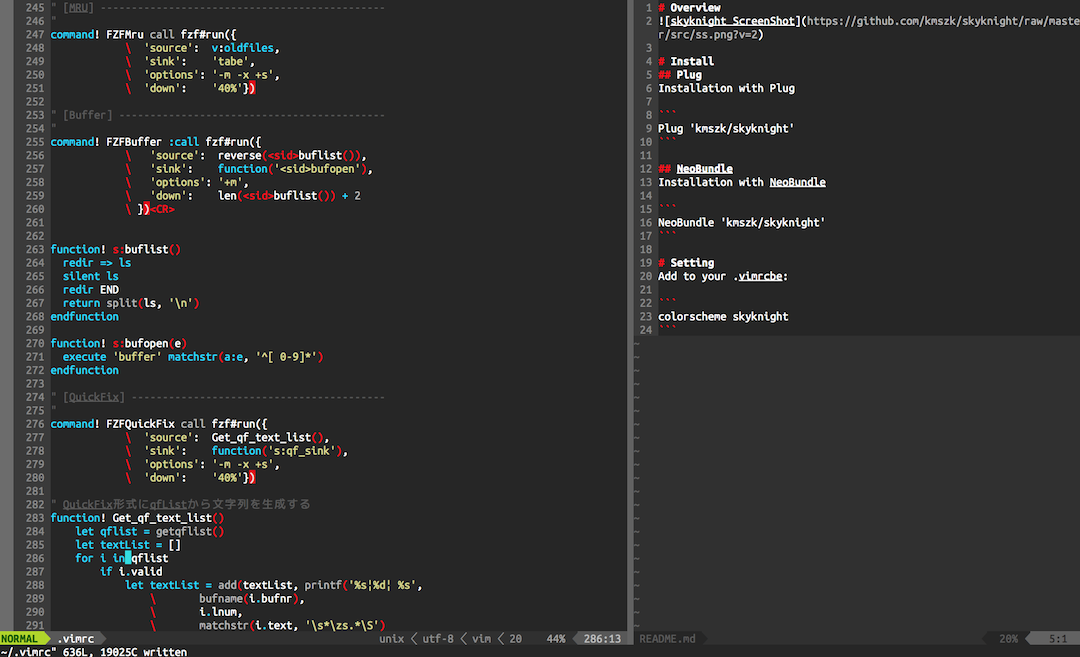 245 " [MRU] ----------------------------------------------
246 "
247 command! FZFMru call fzf#run({
248 \ 'source': v:oldfiles,
249 \ 'sink': 'tabe',
250 \ 'options': '-m -x +s',
251 \ 'down': '40%'})
252
253 " [Buffer] -------------------------------------------
254 "
255 command! FZFBuffer :call fzf#run({
256 \ 'source': reverse(<sid>buflist()),
257 \ 'sink': function('<sid>bufopen'),
258 \ 'options': '+m',
259 \ 'down': len(<sid>buflist()) + 2
260 \ })<CR>
261
262
263 function! s:buflist()
264 redir => ls
265 silent ls
266 redir END
267 return split(ls, '\n')
268 endfunction
269
270 function! s:bufopen(e)
271 execute 'buffer' matchstr(a:e, '^[ 0-9]*')
272 endfunction
273
274 " [QuickFix] -----------------------------------------
275 "
276 command! FZFQuickFix call fzf#run({
277 \ 'source': Get_qf_text_list(),
278 \ 'sink': function('s:qf_sink'),
279 \ 'options': '-m -x +s',
280 \ 'down': '40%'})
281
282 " QuickFix形式にqfListから文字列を生成する
283 function! Get_qf_text_list()
284 let qflist = getqflist()
285 let textList = []
286 for i in qflist
287 if i.valid
288 let textList = add(textList, printf('%s¦%d¦ %s',
289 \ bufname(i.bufnr),
290 \ i.lnum,
291 \ matchstr(i.text, '\s*\zs.*\S')
NORMAL .vimrc unix utf-8 vim 20 44% 286:13
~/.vimrc" 636L, 19025C written
1 # Overview
2 ![skyknight ScreenShot](https://github.com/kmszk/skyknight/raw/maste
r/src/ss.png?v=2)
3
4 # Install
5 ## Plug
6 Installation with Plug
7
8 ```
9 Plug 'kmszk/skyknight'
10 ```
11
12 ## NeoBundle
13 Installation with NeoBundle
14
15 ```
16 NeoBundle 'kmszk/skyknight'
17 ```
18
19 # Setting
20 Add to your .vimrcbe:
21
22 ```
23 colorscheme skyknight
24 ```
README.md 20% 5:1